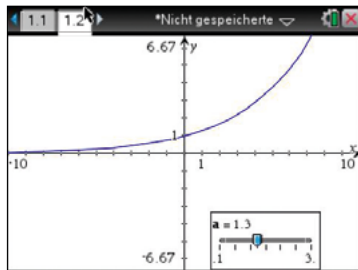 1.1 1.2 *Nicht gespeicherte
6.67 y
1
x
-10 1 10
a = 1.3
.1 3.
-6.67